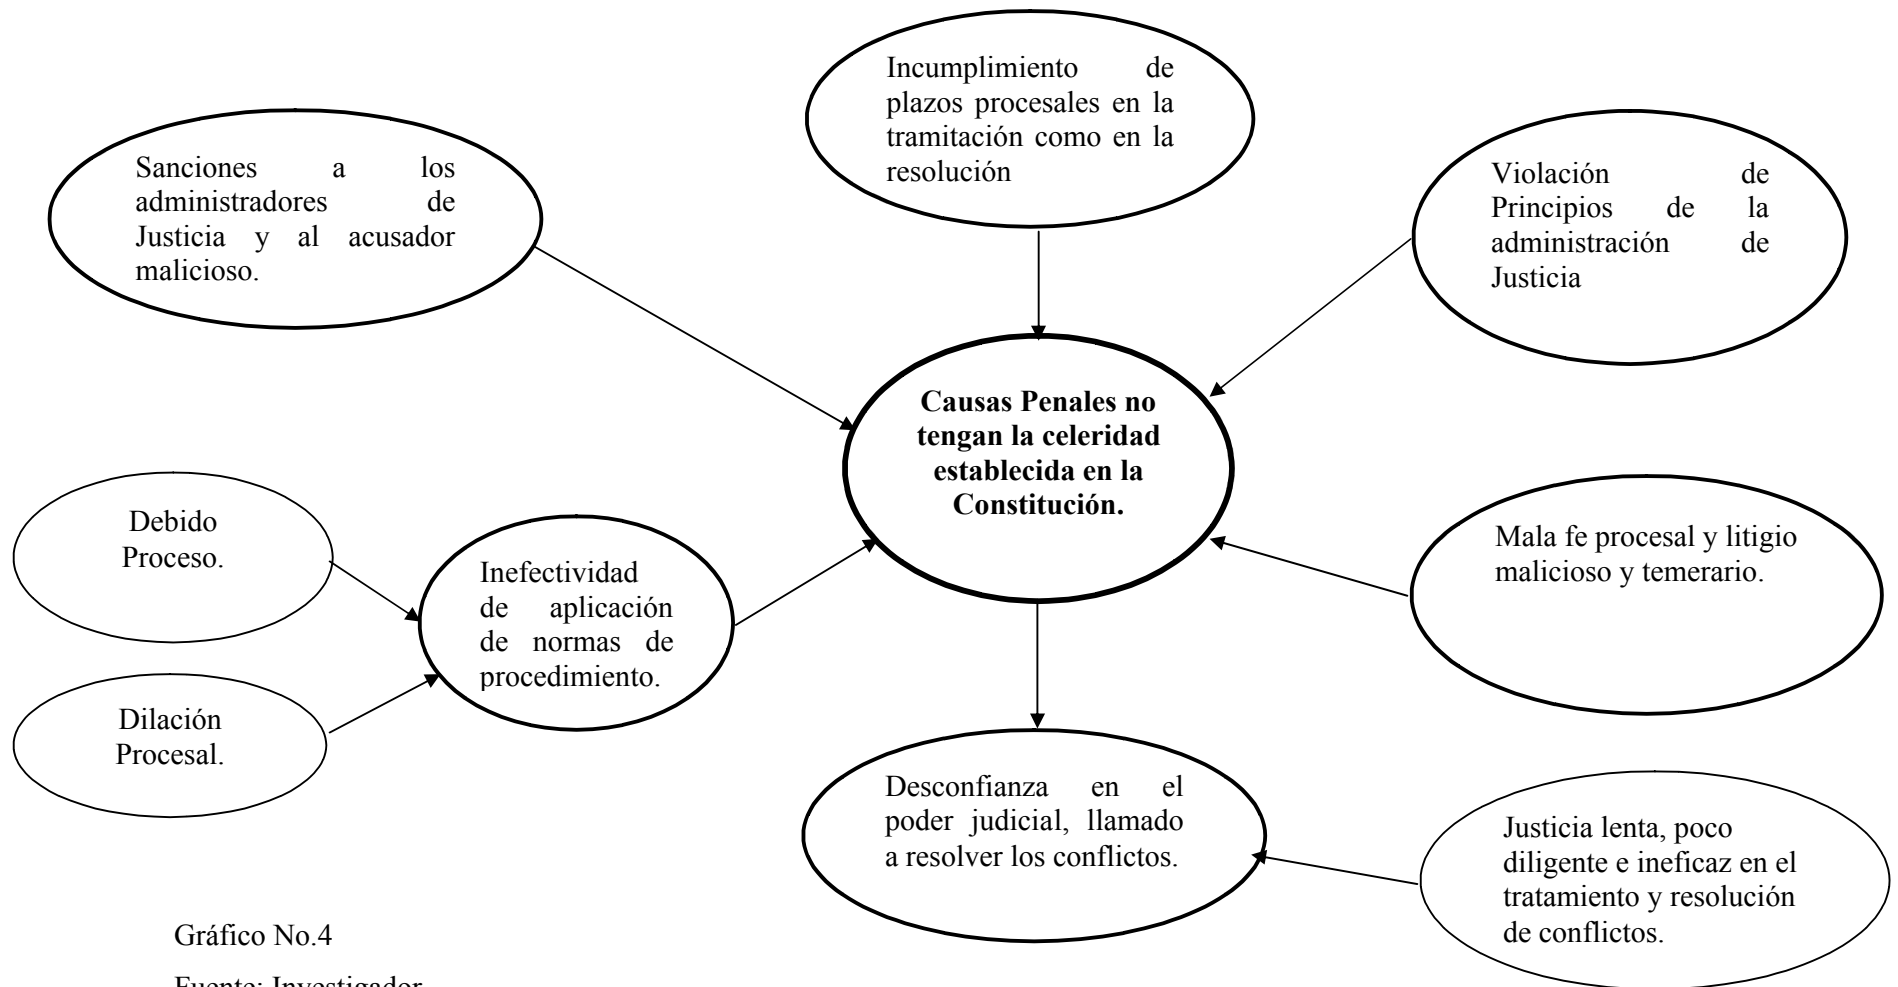 Incumplimiento de
plazos procesales en la
tramitación como en la
resolución
Sanciones a los
administradores de
Justicia y al acusador
malicioso.
Violación de
Principios de la
administración de
Justicia
Causas Penales no
tengan la celeridad
establecida en la
Constitución.
Debido
Proceso.
Inefectividad
de aplicación
de normas de
procedimiento.
Mala fe procesal y litigio
malicioso y temerario.
Dilación
Procesal.
Desconfianza en el
poder judicial, llamado
a resolver los conflictos.
Justicia lenta, poco
diligente e ineficaz en el
tratamiento y resolución
de conflictos.
Gráfico No.4
Fuente: Investigador